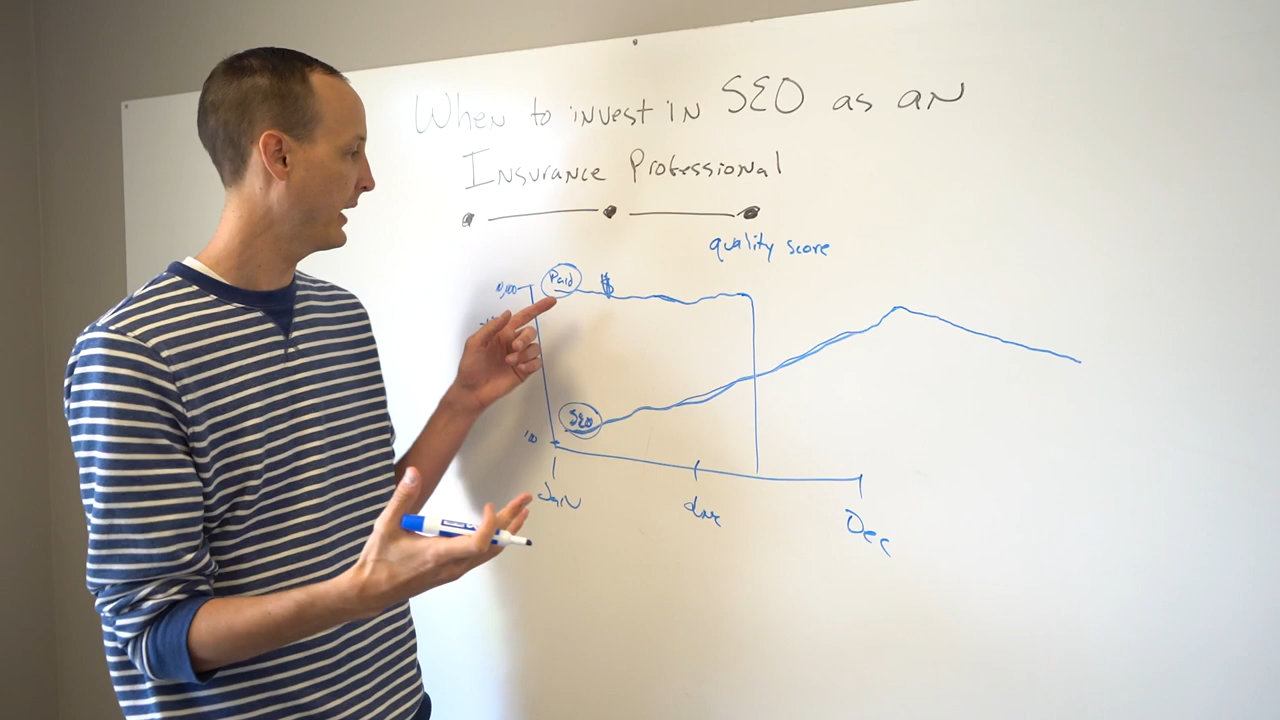 When to invest in SEO as an
Insurance Professional
quality score
Paid $
SEO
Jan
Dec